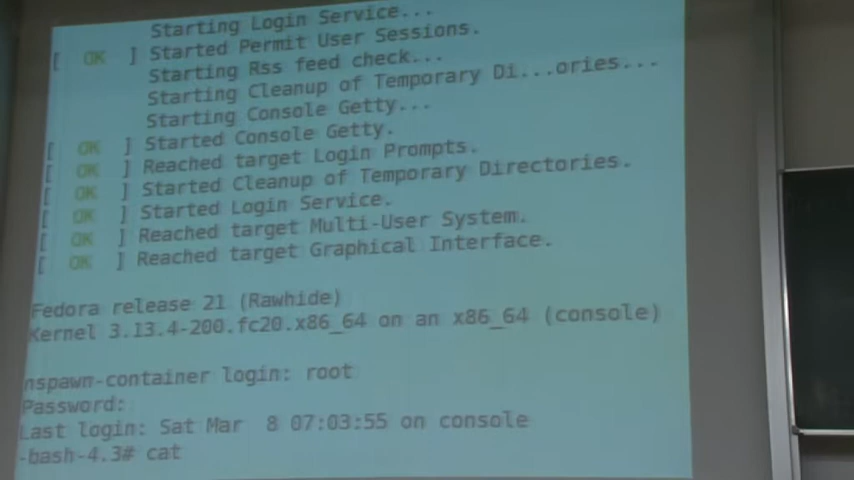 Starting Login Service...
[ OK ] Started Permit User Sessions.
Starting Rss feed check...
Starting Cleanup of Temporary Di...ories...
Starting Console Getty...
[ OK ] Started Console Getty.
[ OK ] Reached target Login Prompts.
[ OK ] Started Cleanup of Temporary Directories.
[ OK ] Started Login Service.
[ OK ] Reached target Multi-User System.
[ OK ] Reached target Graphical Interface.
Fedora release 21 (Rawhide)
Kernel 3.13.4-200.fc20.x86_64 on an x86_64 (console)
nspawn-container login: root
Password:
Last login: Sat Mar  8 07:03:55 on console
-bash-4.3# cat